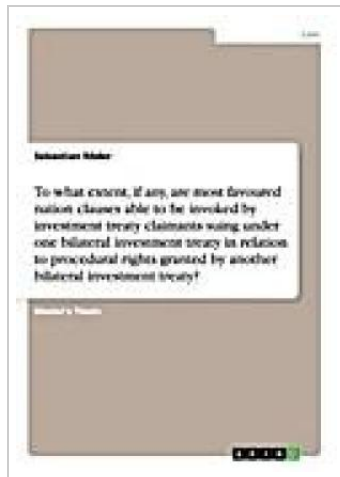 Sebastian
To what extent, if any, are most favoured
nation clauses able to be invoked by
investment treaty claimants suing under
one bilateral investment treaty in relation
to procedural rights granted by another
bilateral investment treaty?
Master's Thesis